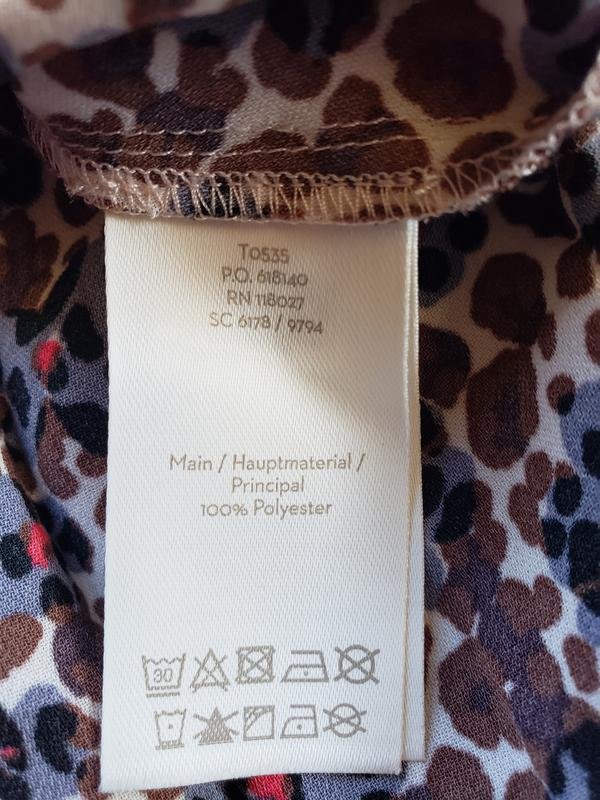 T0535
P.O. 618140
RN 118027
SC 6178 / 9794
Main / Hauptmaterial /
Principal
100% Polyester
30